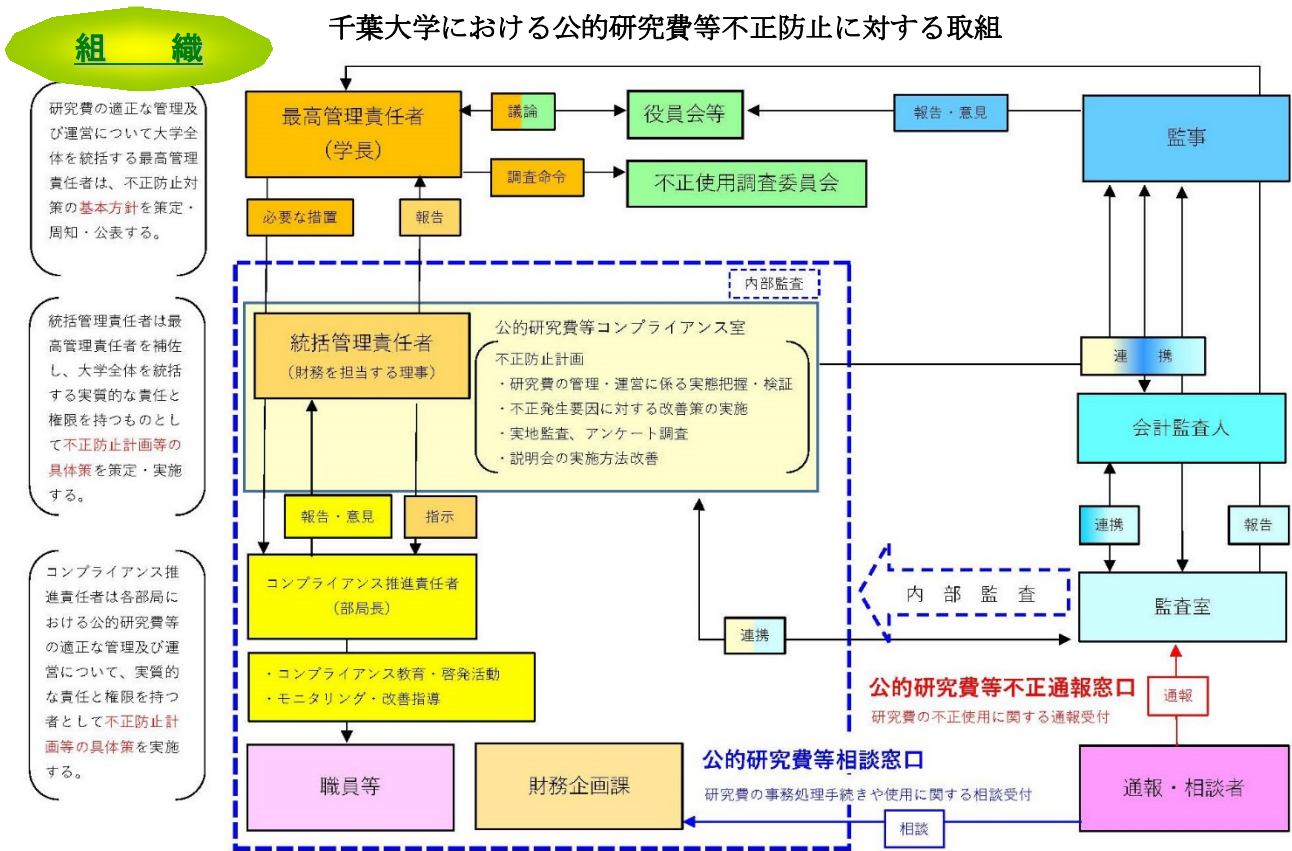 千葉大学における公的研究費等不正防止に対する取組
組　織
研究費の適正な管理及
び運営について大学全
体を統括する最高管理
責任者は、不正防止対
策の基本方針を策定・
周知・公表する。
最高管理責任者
（学長）
議論
役員会等
報告・意見
監事
調査命令
不正使用調査委員会
必要な措置
報告
内部監査
統括管理責任者は最
高管理責任者を補佐
し、大学全体を統括
する実質的な責任と
権限を持つものとし
て不正防止計画等の
具体策を策定・実施
する。
統括管理責任者
（財務を担当する理事）
公的研究費等コンプライアンス室
不正防止計画
・研究費の管理・運営に係る実態把握・検証
・不正発生要因に対する改善策の実施
・実地監査、アンケート調査
・説明会の実施方法改善
連　携
会計監査人
報告・意見
指示
連携
報告
コンプライアンス推
進責任者は各部局に
おける公的研究費等
の適正な管理及び運
営について、実質的
な責任と権限を持つ
者として不正防止計
画等の具体策を実施
する。
コンプライアンス推進責任者
（部局長）
内　部　監　査
監査室
連携
・コンプライアンス教育・啓発活動
・モニタリング・改善指導
公的研究費等不正通報窓口
研究費の不正使用に関する通報受付
通報
職員等
財務企画課
公的研究費等相談窓口
研究費の事務処理手続きや使用に関する相談受付
相談
通報・相談者